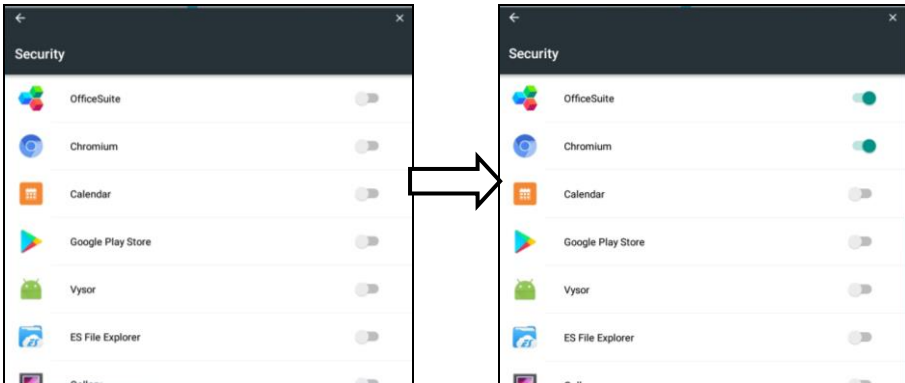 Security
OfficeSuite
Chromium
Calendar
Google Play Store
Vysor
ES File Explorer
Security
OfficeSuite
Chromium
Calendar
Google Play Store
Vysor
ES File Explorer